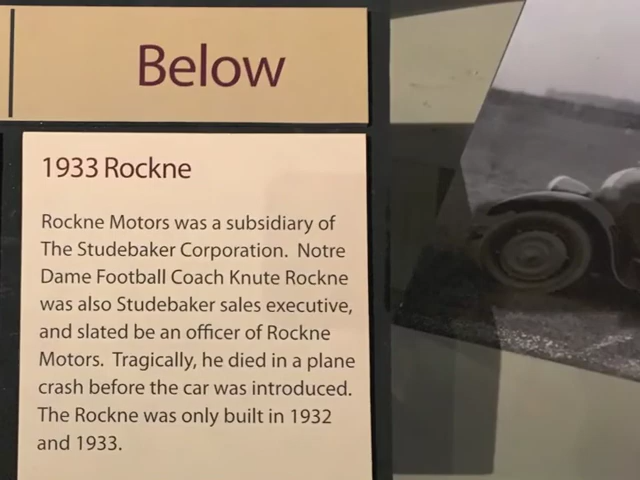 Below
1933 Rockne
Rockne Motors was a subsidiary of
The Studebaker Corporation. Notre
Dame Football Coach Knute Rockne
was also Studebaker sales executive,
and slated be an officer of Rockne
Motors. Tragically, he died in a plane
crash before the car was introduced.
The Rockne was only built in 1932
and 1933.